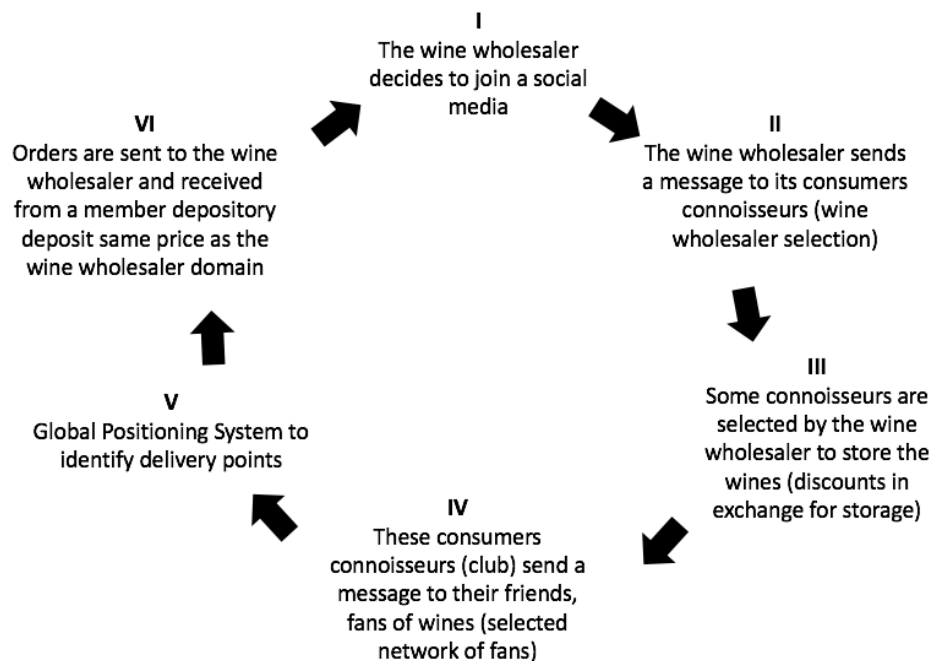 I
The wine wholesaler
decides to join a social
media
II
The wine wholesaler sends
a message to its consumers
connoisseurs (wine
wholesaler selection)
III
Some connoisseurs are
selected by the wine
wholesaler to store the
wines (discounts in
exchange for storage)
IV
These consumers
connoisseurs (club) send a
message to their friends,
fans of wines (selected
network of fans)
V
Global Positioning System to
identify delivery points
VI
Orders are sent to the wine
wholesaler and received
from a member depository
deposit same price as the
wine wholesaler domain